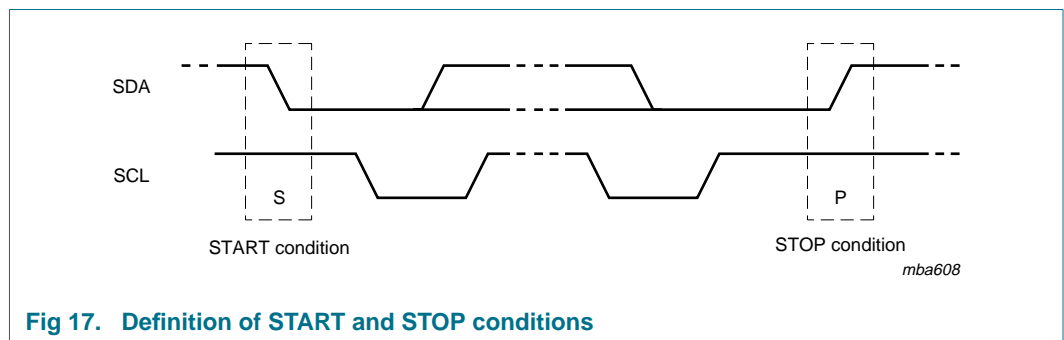 SDA
SCL
S
P
START condition
STOP condition
mba608
Fig 17. Definition of START and STOP conditions